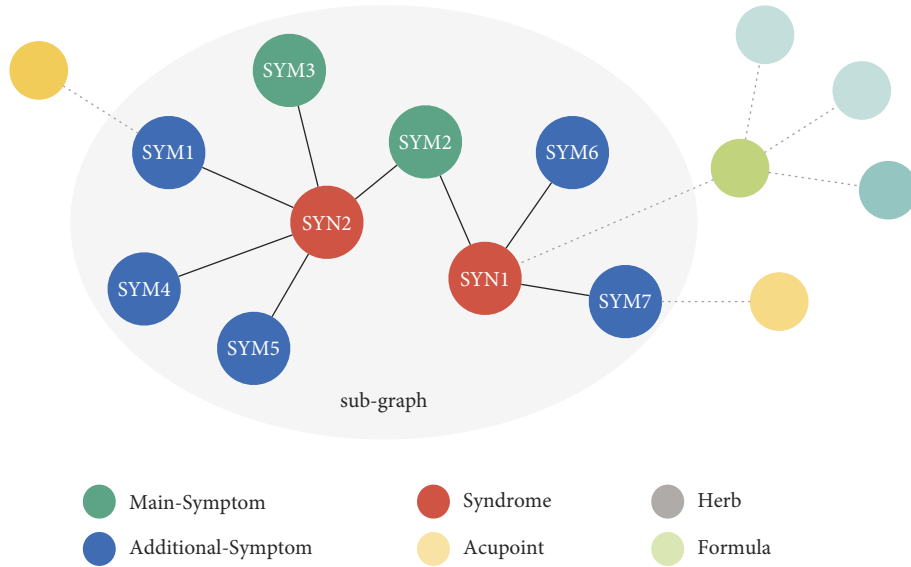 SYM3
SYM2
SYM1
SYM6
SYN2
SYN1
SYM4
SYM7
SYM5
sub-graph
Main-Symptom
Syndrome
Herb
Additional-Symptom
Acupoint
Formula